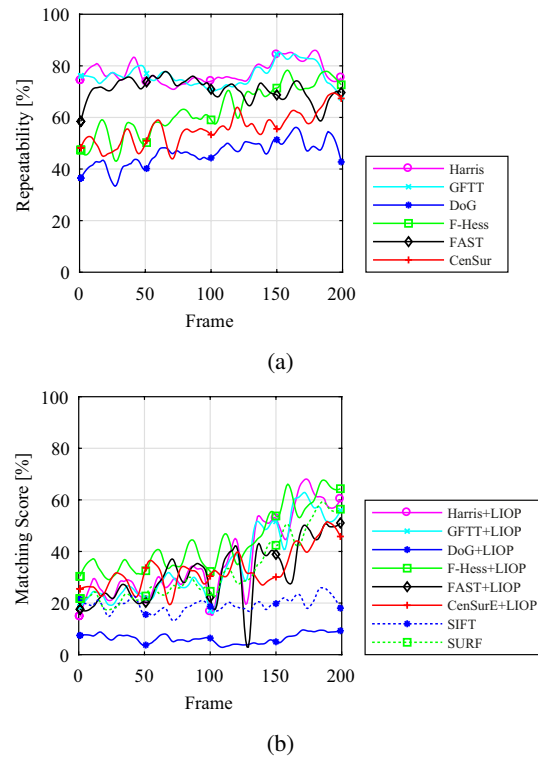 100
80
60
40
20
0
Repeatability [%]
0 50 100 150 200
Frame
Harris
GFTT
DoG
F-Hess
FAST
CenSur
(a)
100
80
60
40
20
0
Matching Score [%]
0 50 100 150 200
Frame
Harris+LIOP
GFTT+LIOP
DoG+LIOP
F-Hess+LIOP
FAST+LIOP
CenSurE+LIOP
SIFT
SURF
(b)